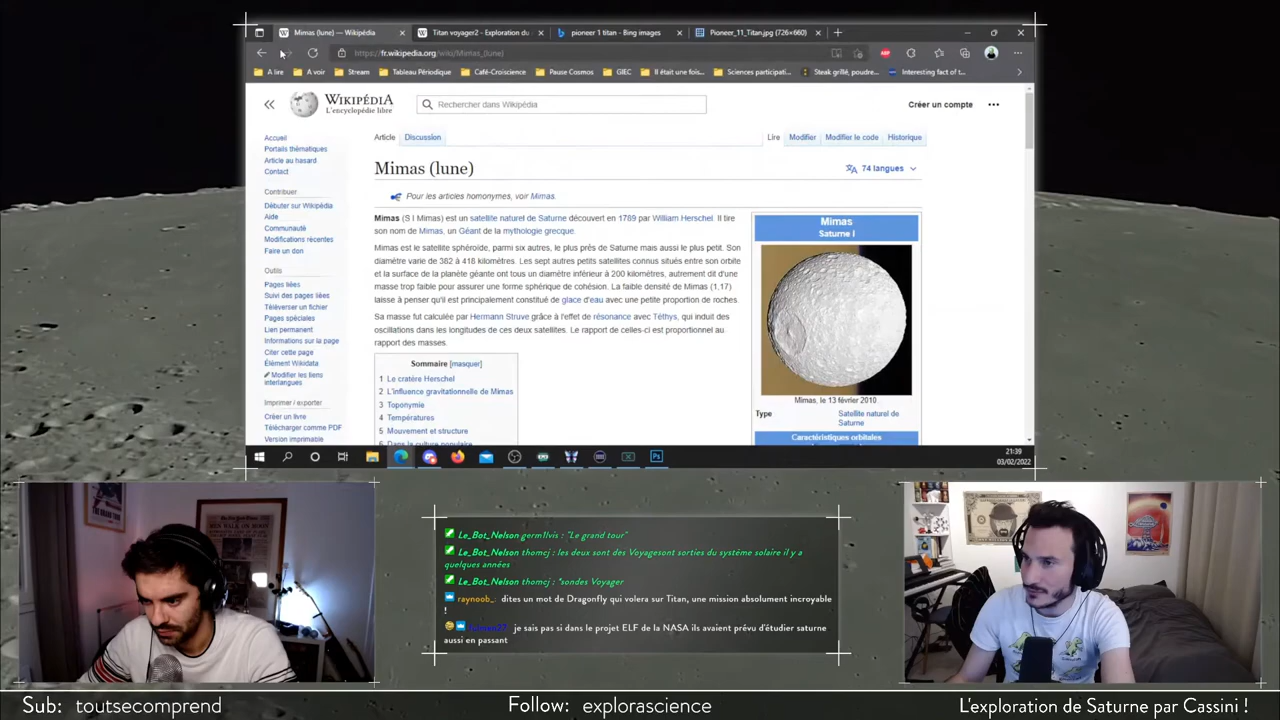 Mimas (lune) — Wikipédia
Titan voyager2 - Exploration du
pioneer 1 titan - Bing images
Pioneer_11_Titan.jpg (726×660)
https://fr.wikipedia.org/wiki/Mimas_(lune)
A lire
A voir
Stream
Tableau Périodique
Café-Croiscience
Pause Cosmos
GIEC
Il était une fois...
Sciences participati...
Steak grillé, poudre...
Interesting fact of t...
WIKIPÉDIA
L'encyclopédie libre
Rechercher dans Wikipédia
Créer un compte
Article
Discussion
Lire
Modifier
Modifier le code
Historique
Accueil
Portails thématiques
Article au hasard
Contact
Contribuer
Débuter sur Wikipédia
Aide
Communauté
Modifications récentes
Faire un don
Outils
Pages liées
Suivi des pages liées
Téléverser un fichier
Pages spéciales
Lien permanent
Informations sur la page
Citer cette page
Élément Wikidata
Modifier les liens
interlangues
Imprimer / exporter
Créer un livre
Télécharger comme PDF
Version imprimable
Mimas (lune)
74 langues
Pour les articles homonymes, voir Mimas.
Mimas (S I Mimas) est un satellite naturel de Saturne découvert en 1789 par William Herschel. Il tire
son nom de Mimas, un Géant de la mythologie grecque.
Mimas est le satellite sphéroïde, parmi six autres, le plus près de Saturne mais aussi le plus petit. Son
diamètre varie de 382 à 418 kilomètres. Les sept autres petits satellites connus situés entre son orbite
et la surface de la planète géante ont tous un diamètre inférieur à 200 kilomètres, autrement dit d'une
masse trop faible pour assurer une forme sphérique de cohésion. La faible densité de Mimas (1,17)
laisse à penser qu'il est principalement constitué de glace d'eau avec une petite proportion de roches.
Sa masse fut calculée par Hermann Struve grâce à l'effet de résonance avec Téthys, qui induit des
oscillations dans les longitudes de ces deux satellites. Le rapport de celles-ci est proportionnel au
rapport des masses.
Sommaire [masquer]
1 Le cratère Herschel
2 L'influence gravitationnelle de Mimas
3 Toponymie
4 Températures
5 Mouvement et structure
6 Dans la culture populaire
Mimas
Saturne I
Mimas, le 13 février 2010.
Type
Satellite naturel de
Saturne
Caractéristiques orbitales
21:39
03/02/2022
Le_Bot_Nelson germ1lvis : "Le grand tour"
Le_Bot_Nelson thomcj : les deux sont des Voyagesont sorties du système solaire il y a
quelques années
Le_Bot_Nelson thomcj : *sondes Voyager
raynoob_: dites un mot de Dragonfly qui volera sur Titan, une mission absolument incroyable
!
je sais pas si dans le projet ELF de la NASA ils avaient prévu d'étudier saturne
aussi en passant
Sub: toutsecomprend
Follow: explorascience
L'exploration de Saturne par Cassini !